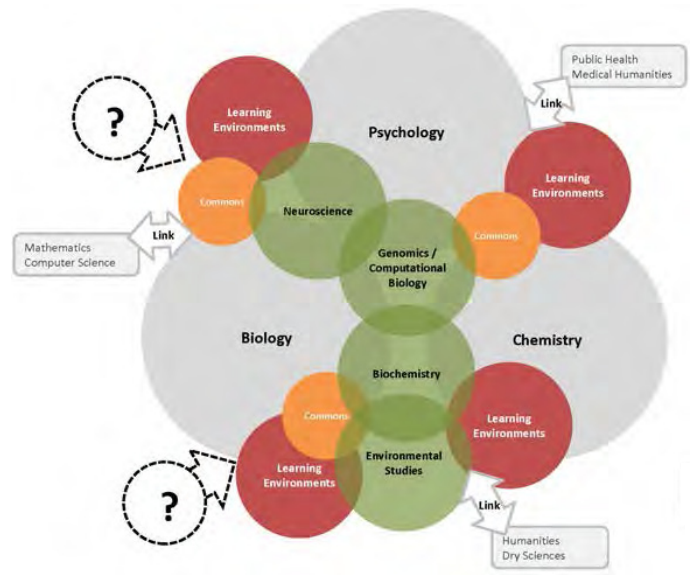 Public Health
Medical Humanities
Link
Learning
Environments
?
Psychology
Learning
Environments
Commons
Neuroscience
Commons
Link
Mathematics
Computer Science
Genomics /
Computational
Biology
Biology
Chemistry
Biochemistry
Commons
Learning
Environments
Environmental
Studies
Learning
Environments
?
Link
Humanities
Dry Sciences